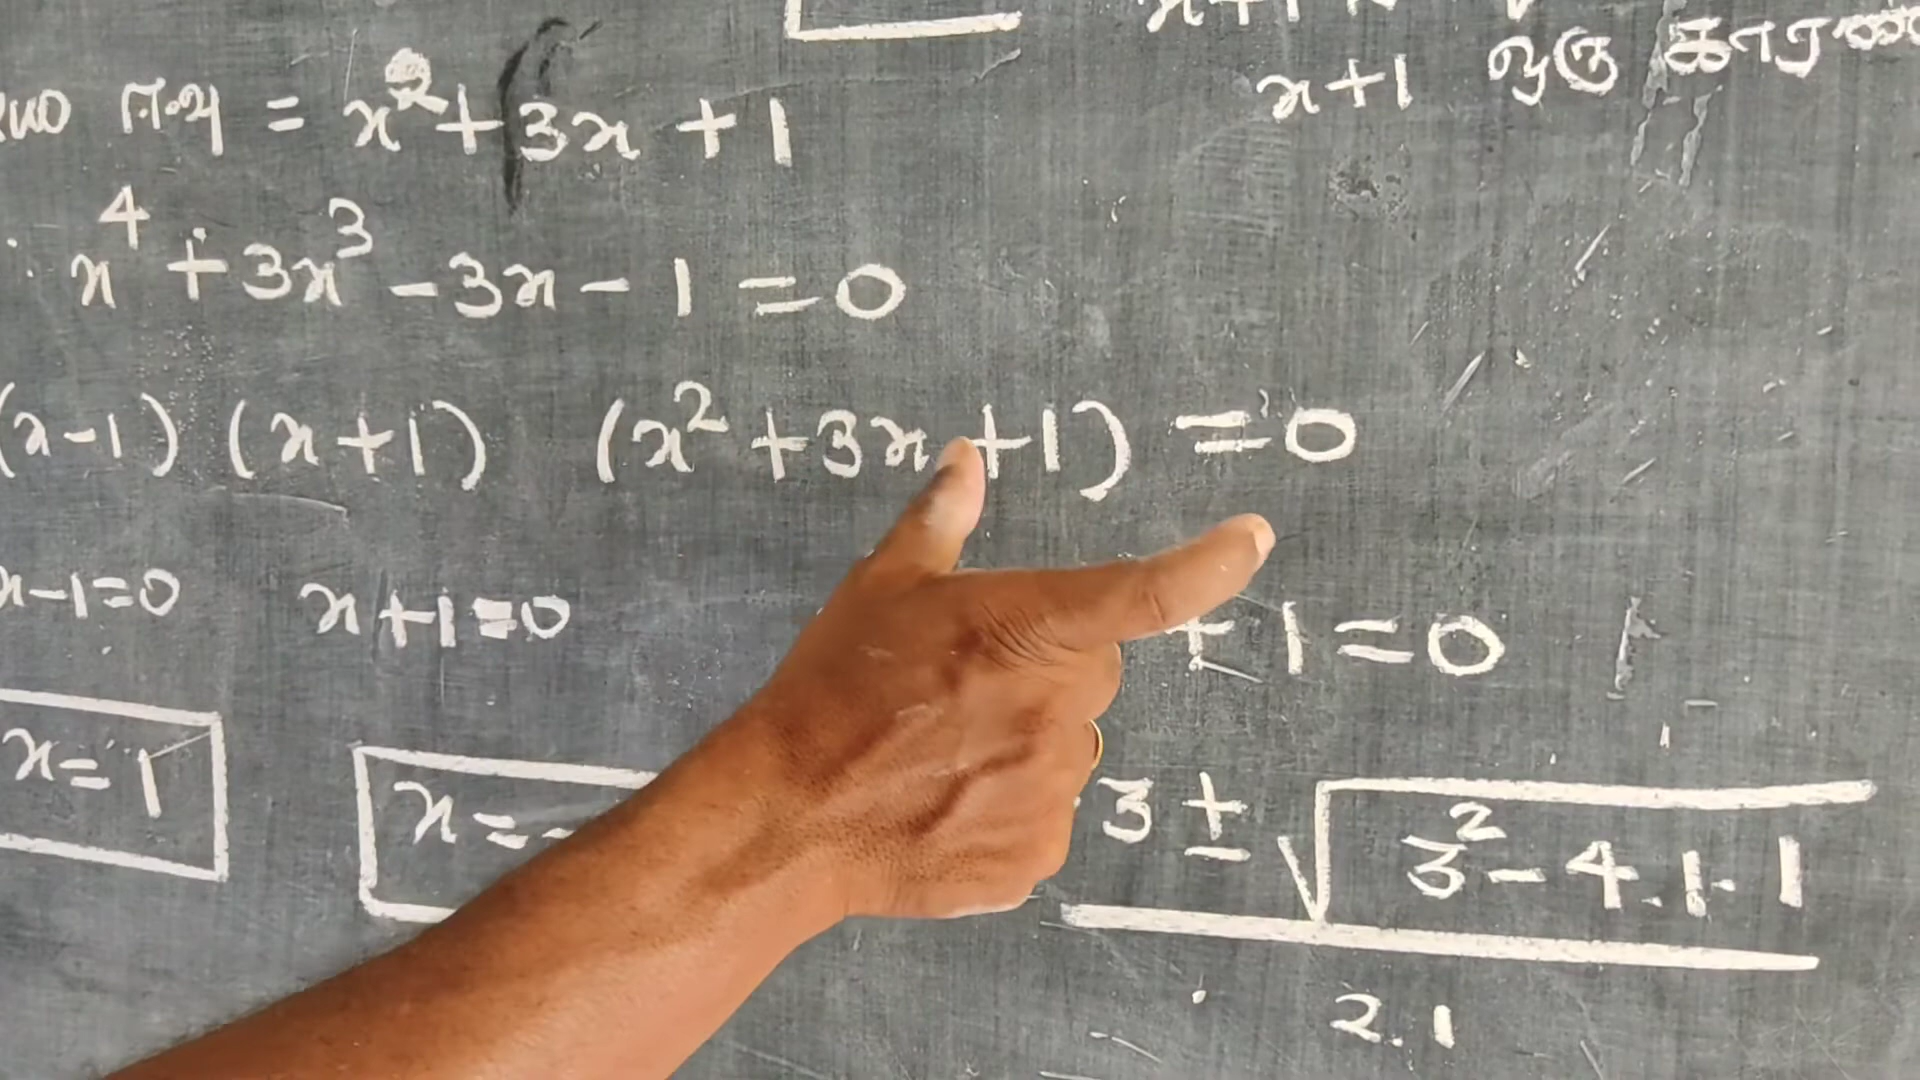 x+1
x+1 ஒரு
= x² + 3x + 1
x⁴ + 3x³ - 3x - 1 = 0
(x-1) (x+1) (x² + 3x + 1) = 0
x-1=0 x+1=0 + 1 = 0
x = 1 x = - 3 ± √3² - 4.1.1
2.1